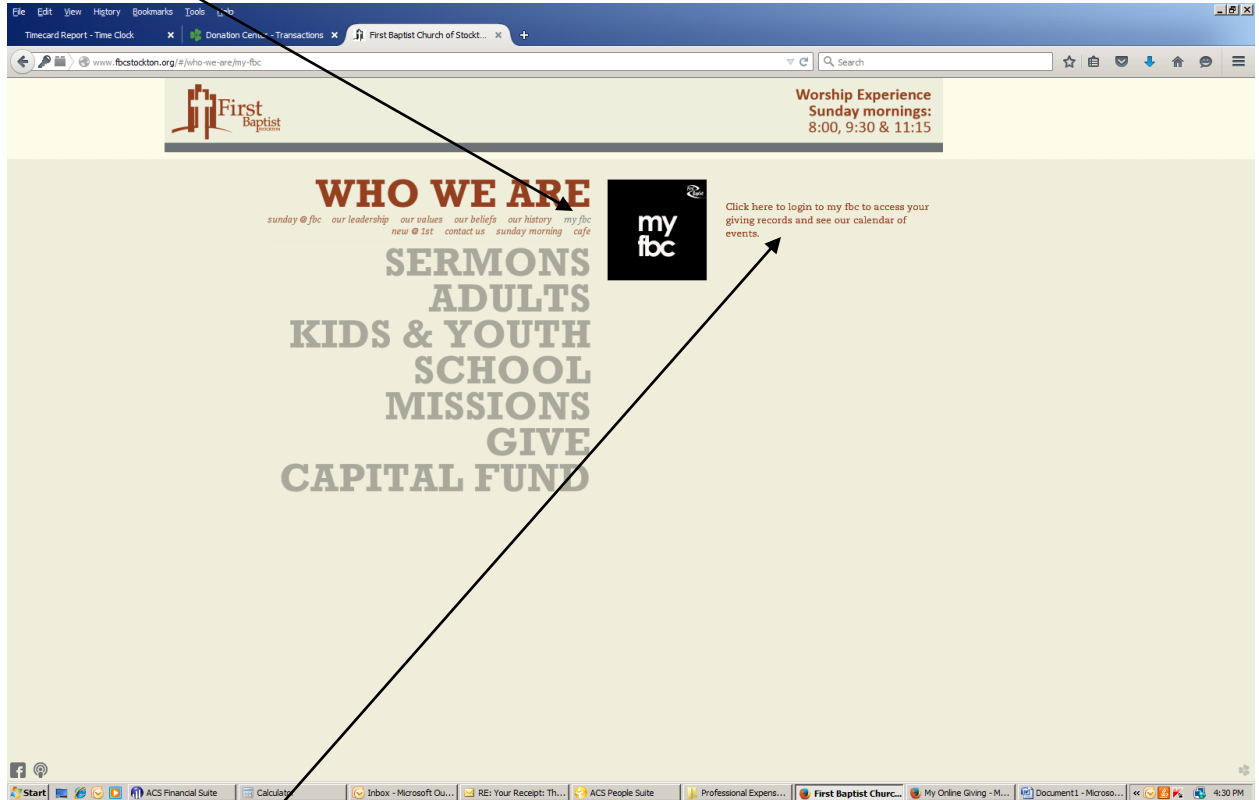 File Edit View History Bookmarks Tools Help
Timecard Report - Time Clock
Donation Center - Transactions
First Baptist Church of Stockt...
www.fbcstockton.org/#/who-we-are/my-fbc
Search
First
Baptist
STOCKTON
Worship Experience
Sunday mornings:
8:00, 9:30 & 11:15
WHO WE ARE
sunday @ fbc our leadership our values our beliefs our history my fbc
new @ 1st contact us sunday morning cafe
SERMONS
ADULTS
KIDS & YOUTH
SCHOOL
MISSIONS
GIVE
CAPITAL FUND
my
fbc
Click here to login to my fbc to access your
giving records and see our calendar of
events.
Start ACS Financial Suite Calculator Inbox - Microsoft Ou... RE: Your Receipt: Th... ACS People Suite Professional Expens... First Baptist Churc... My Online Giving - M... Document1 - Microso... 4:30 PM